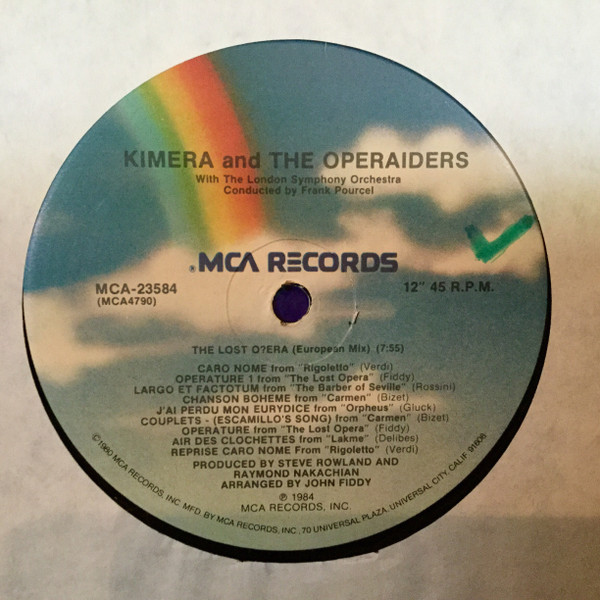 KIMERA and THE OPERAIDERS
With The London Symphony Orchestra
Conducted by Frank Pourcel
®MCA RECORDS
MCA-23584
(MCA4790)
12" 45 R.P.M.
THE LOST O?ERA (European Mix) (7:55)
CARO NOME from "Rigoletto" (Verdi)
OPERATURE 1 from "The Lost Opera" (Fiddy)
LARGO ET FACTOTUM from "The Barber of Seville" (Rossini)
CHANSON BOHEME from "Carmen" (Bizet)
J'AI PERDU MON EURYDICE from "Orpheus" (Gluck)
COUPLETS - (ESCAMILLO'S SONG) from "Carmen" (Bizet)
OPERATURE from "The Lost Opera" (Fiddy)
AIR DES CLOCHETTES from "Lakme" (Delibes)
REPRISE CARO NOME From "Rigoletto" (Verdi)
PRODUCED BY STEVE ROWLAND AND
RAYMOND NAKACHIAN
ARRANGED BY JOHN FIDDY
℗ 1984
MCA RECORDS, INC
©1980 MCA RECORDS, INC MFD. BY MCA RECORDS, INC., 70 UNIVERSAL PLAZA, UNIVERSAL CITY, CALIF. 91608